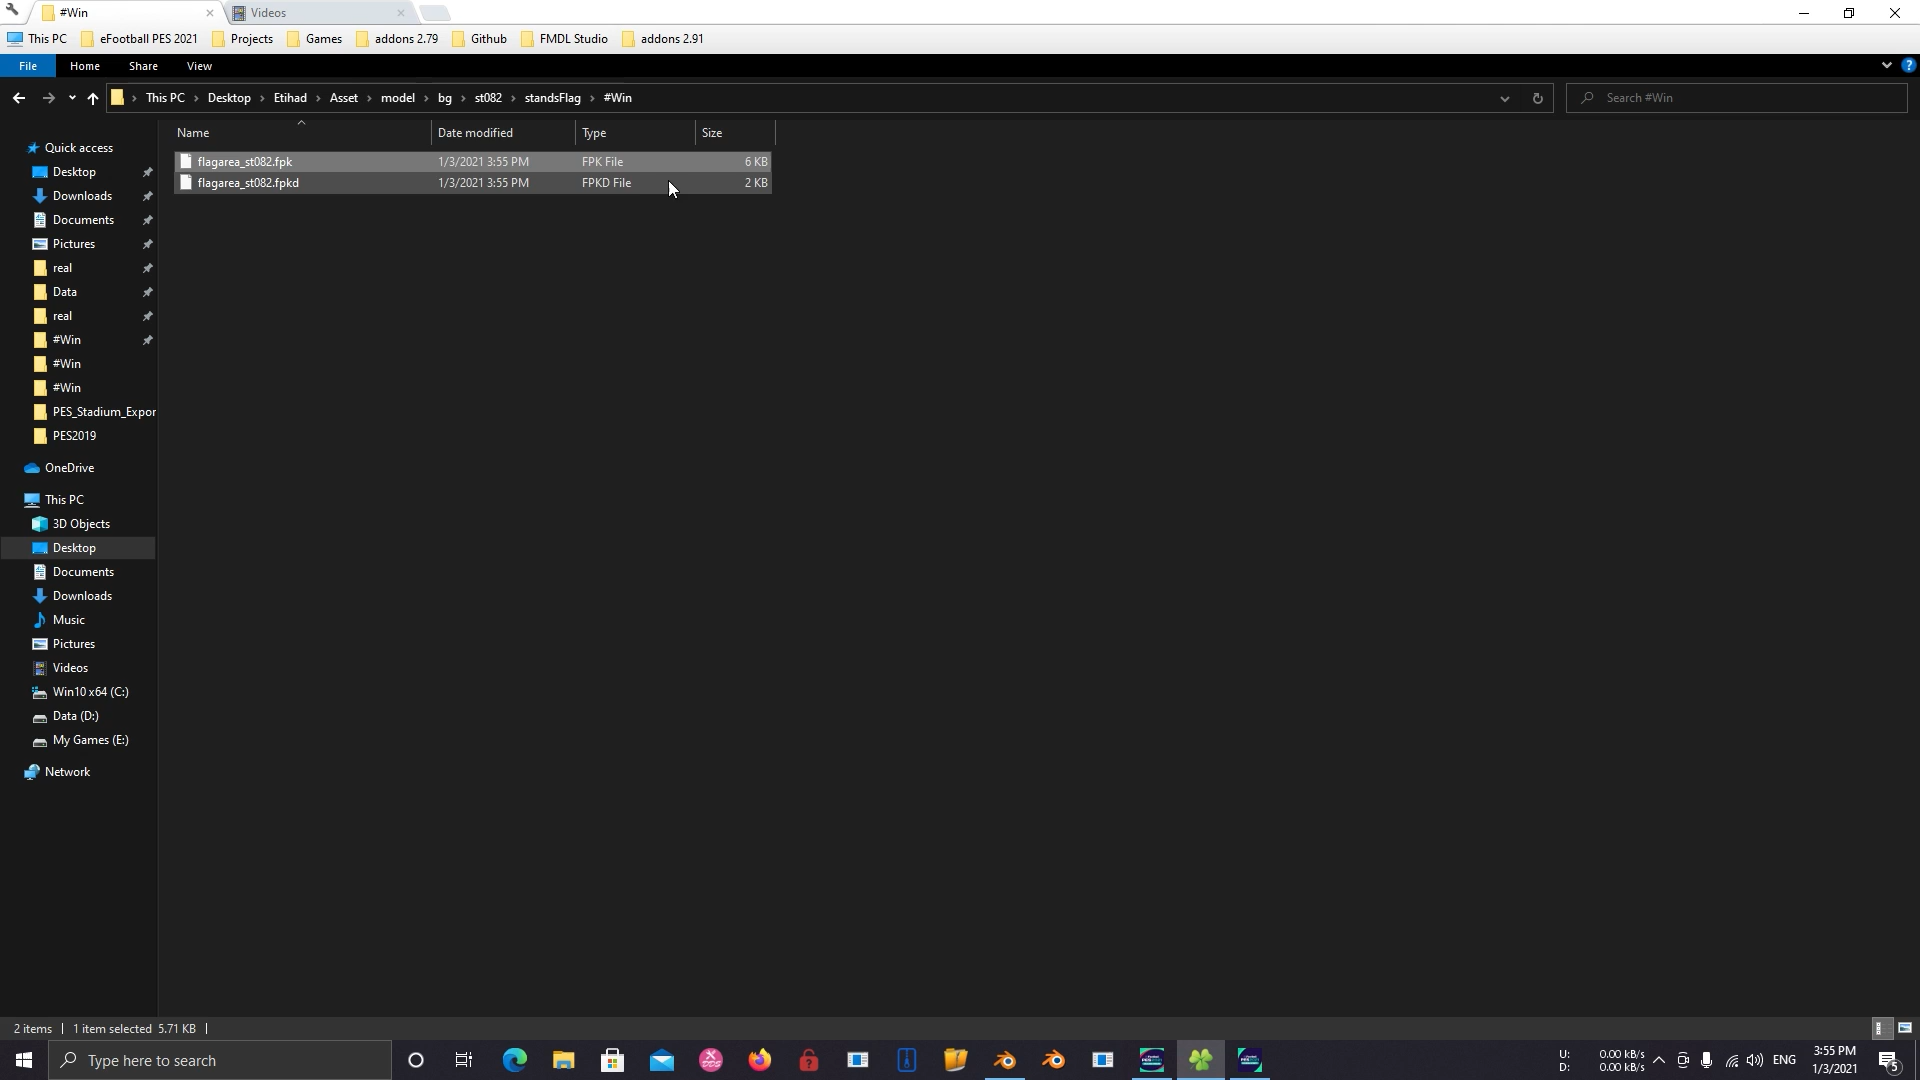 #Win
Videos
This PC
eFootball PES 2021
Projects
Games
addons 2.79
Github
FMDL Studio
addons 2.91
File
Home
Share
View
This PC › Desktop › Etihad › Asset › model › bg › st082 › standsFlag › #Win
Search #Win
Name
Date modified
Type
Size
flagarea_st082.fpk 1/3/2021 3:55 PM FPK File 6 KB
flagarea_st082.fpkd 1/3/2021 3:55 PM FPKD File 2 KB
Quick access
Desktop
Downloads
Documents
Pictures
real
Data
real
#Win
#Win
#Win
PES_Stadium_Expor
PES2019
OneDrive
This PC
3D Objects
Desktop
Documents
Downloads
Music
Pictures
Videos
Win10 x64 (C:)
Data (D:)
My Games (E:)
Network
2 items
1 item selected 5.71 KB
Type here to search
U: 0.00 kB/s
D: 0.00 kB/s
ENG
3:55 PM
1/3/2021
5